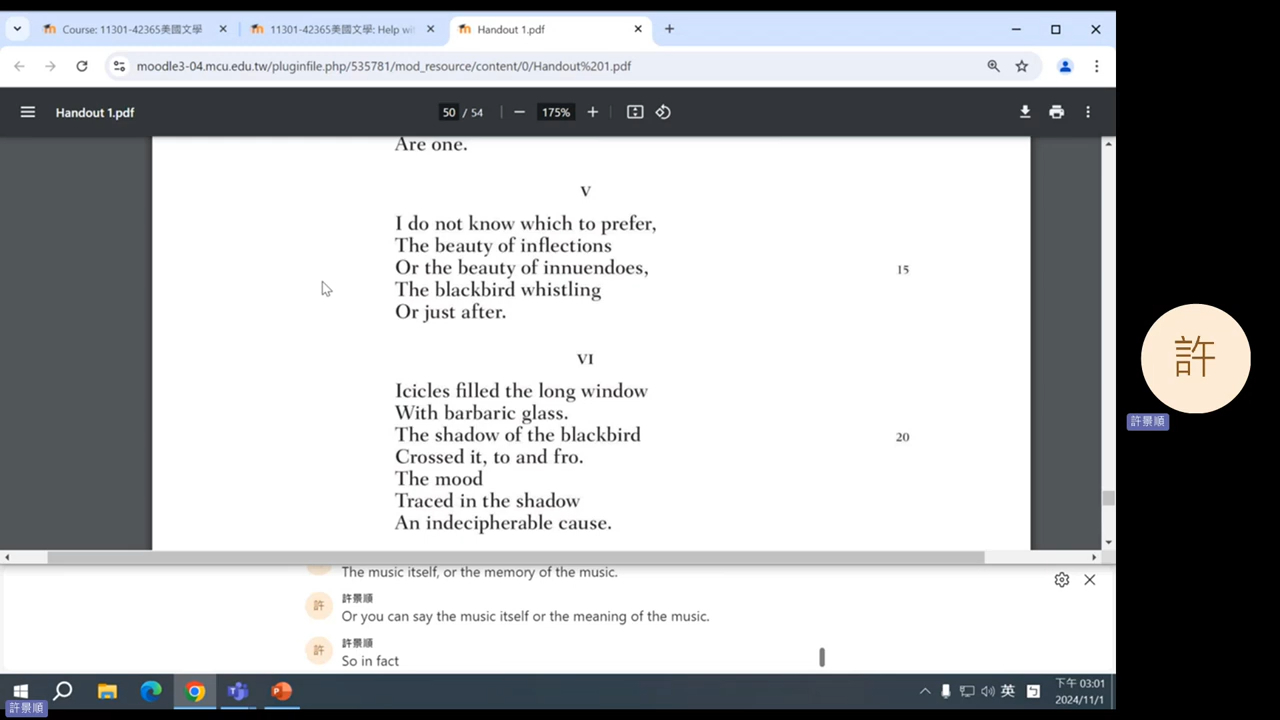 Course: 11301-42365美國文學
11301-42365美國文學: Help wi
Handout 1.pdf
moodle3-04.mcu.edu.tw/pluginfile.php/535781/mod_resource/content/0/Handout%201.pdf
Handout 1.pdf
50 / 54
175%
Are one.
V
I do not know which to prefer,
The beauty of inflections
Or the beauty of innuendoes, 15
The blackbird whistling
Or just after.
VI
Icicles filled the long window
With barbaric glass.
The shadow of the blackbird 20
Crossed it, to and fro.
The mood
Traced in the shadow
An indecipherable cause.
許
許景順
The music itself, or the memory of the music.
許景順
許
Or you can say the music itself or the meaning of the music.
許景順
許
So in fact
英
下午 03:01
2024/11/1
許景順